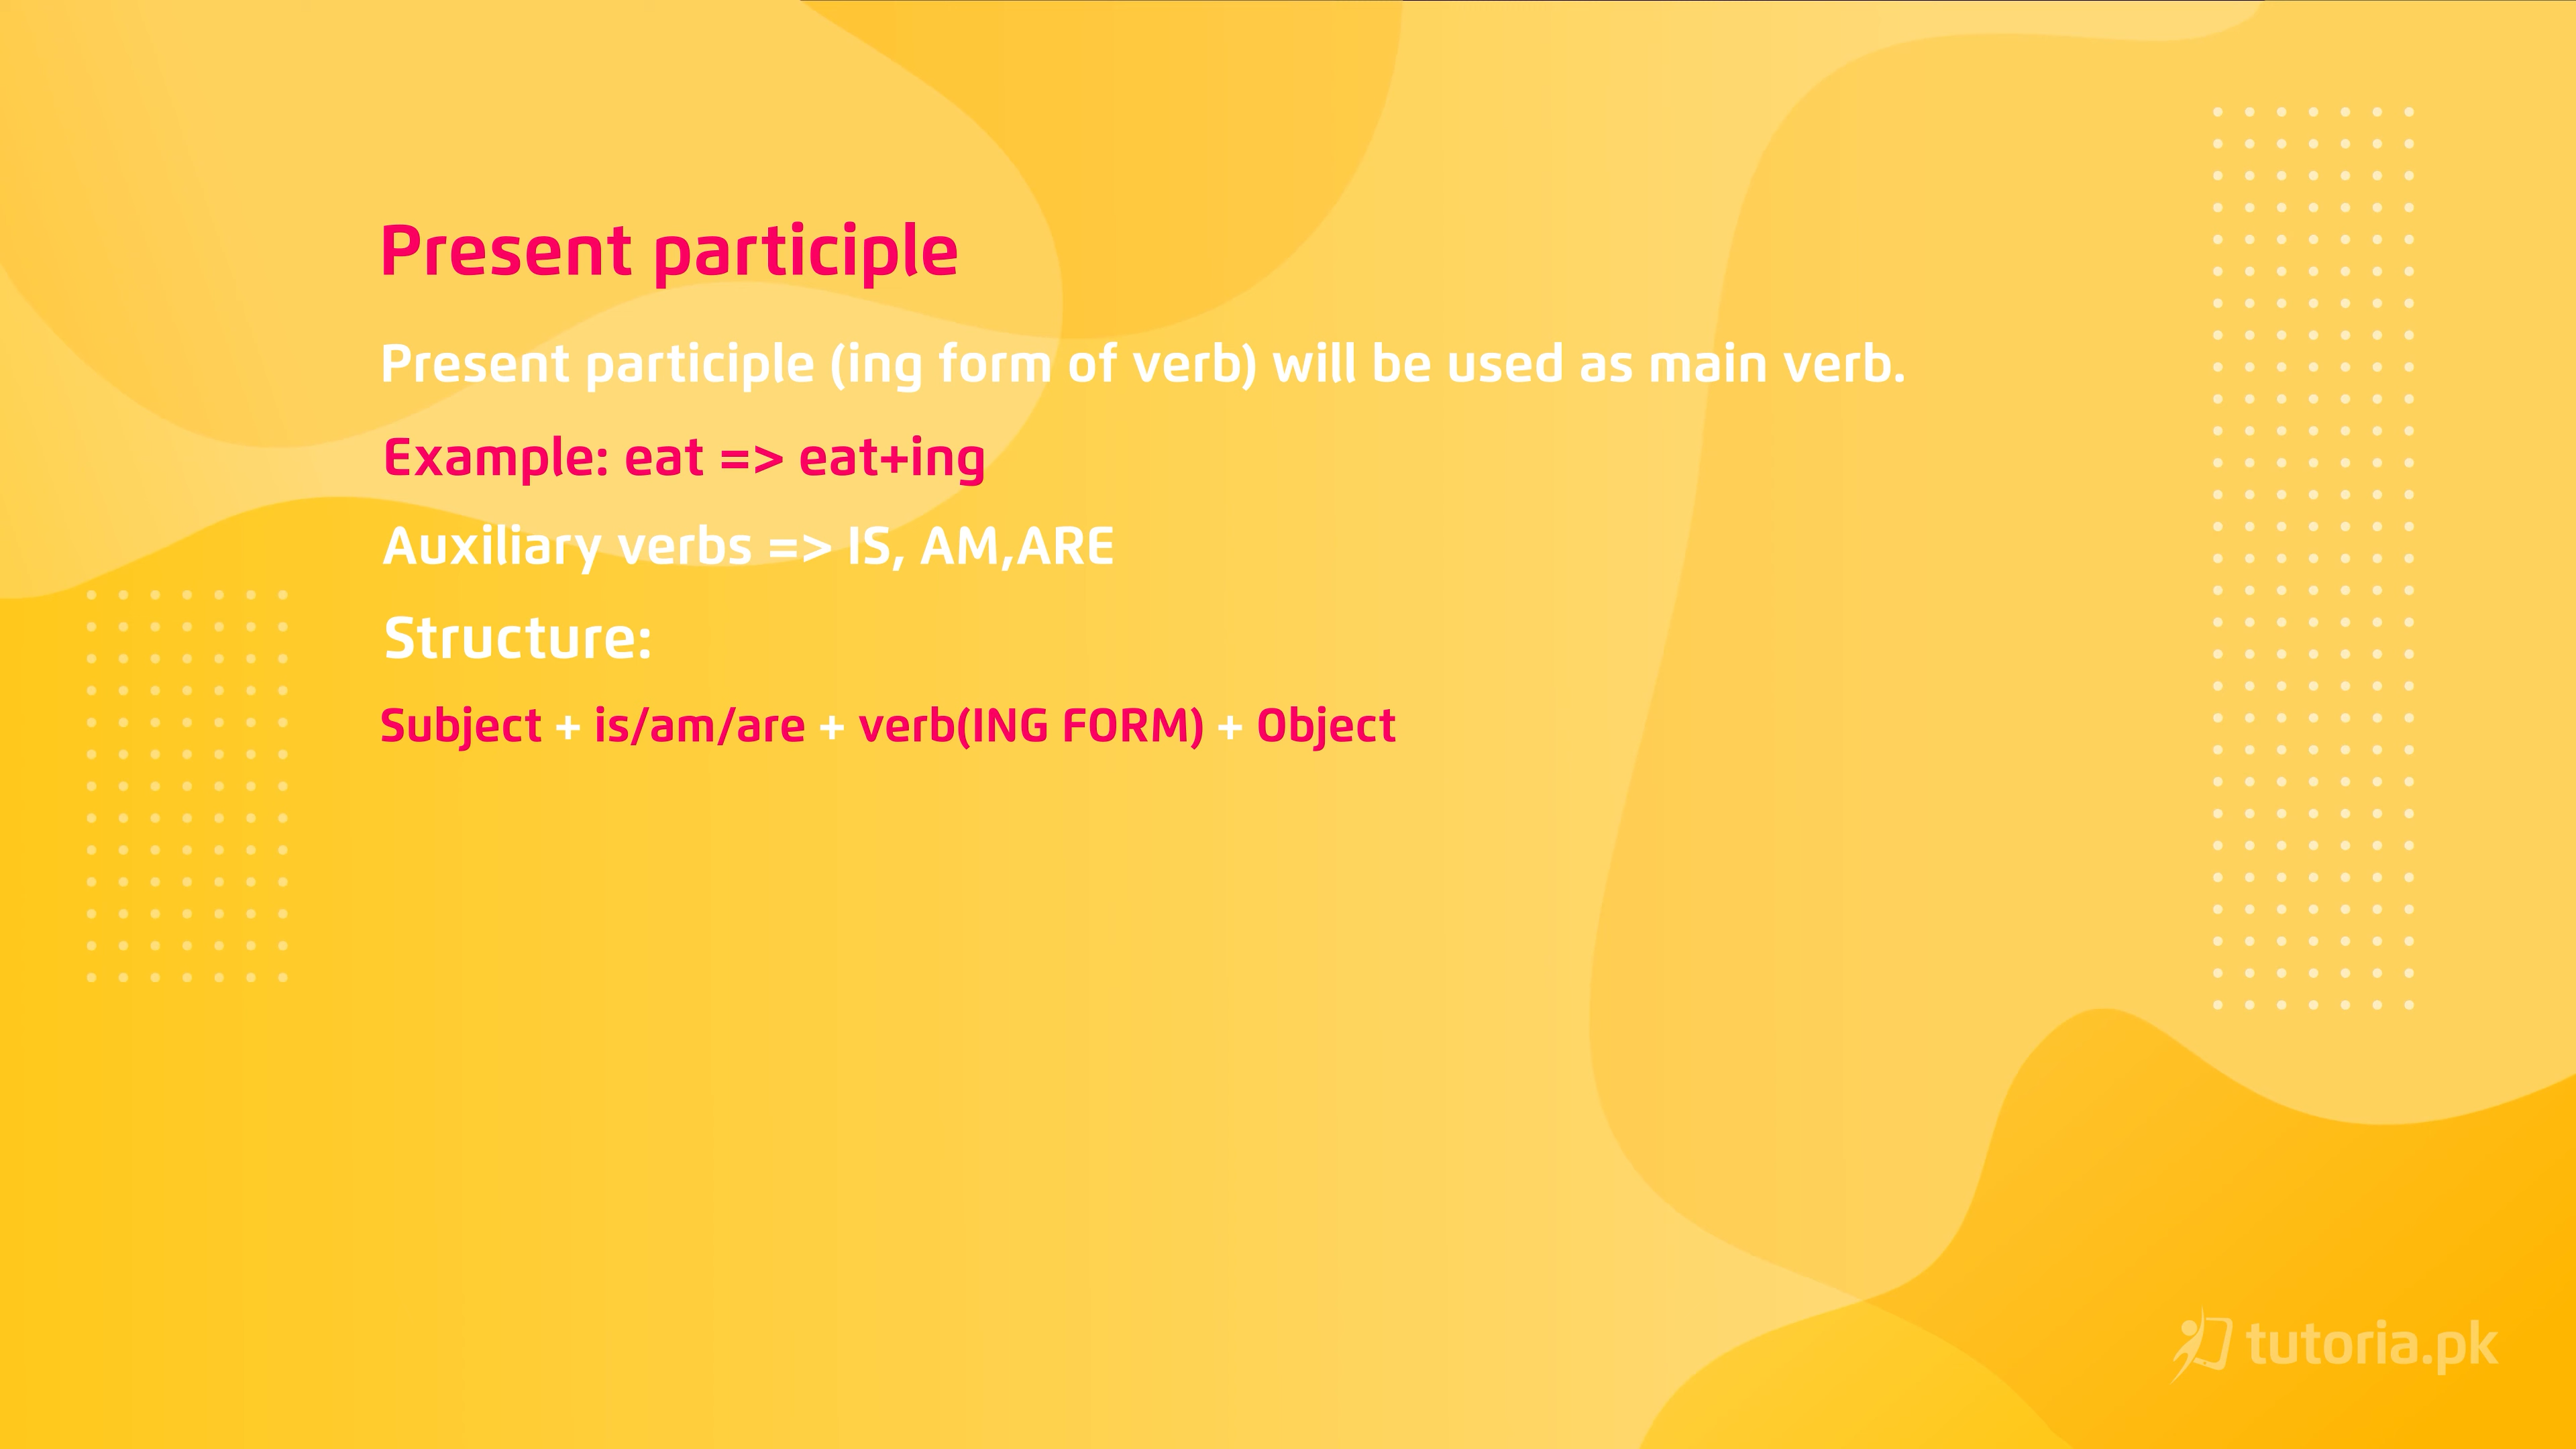 Present participle
Present participle (ing form of verb) will be used as main verb.
Example: eat => eat+ing
Auxiliary verbs => IS, AM,ARE
Structure:
Subject + is/am/are + verb(ING FORM) + Object
tutoria.pk